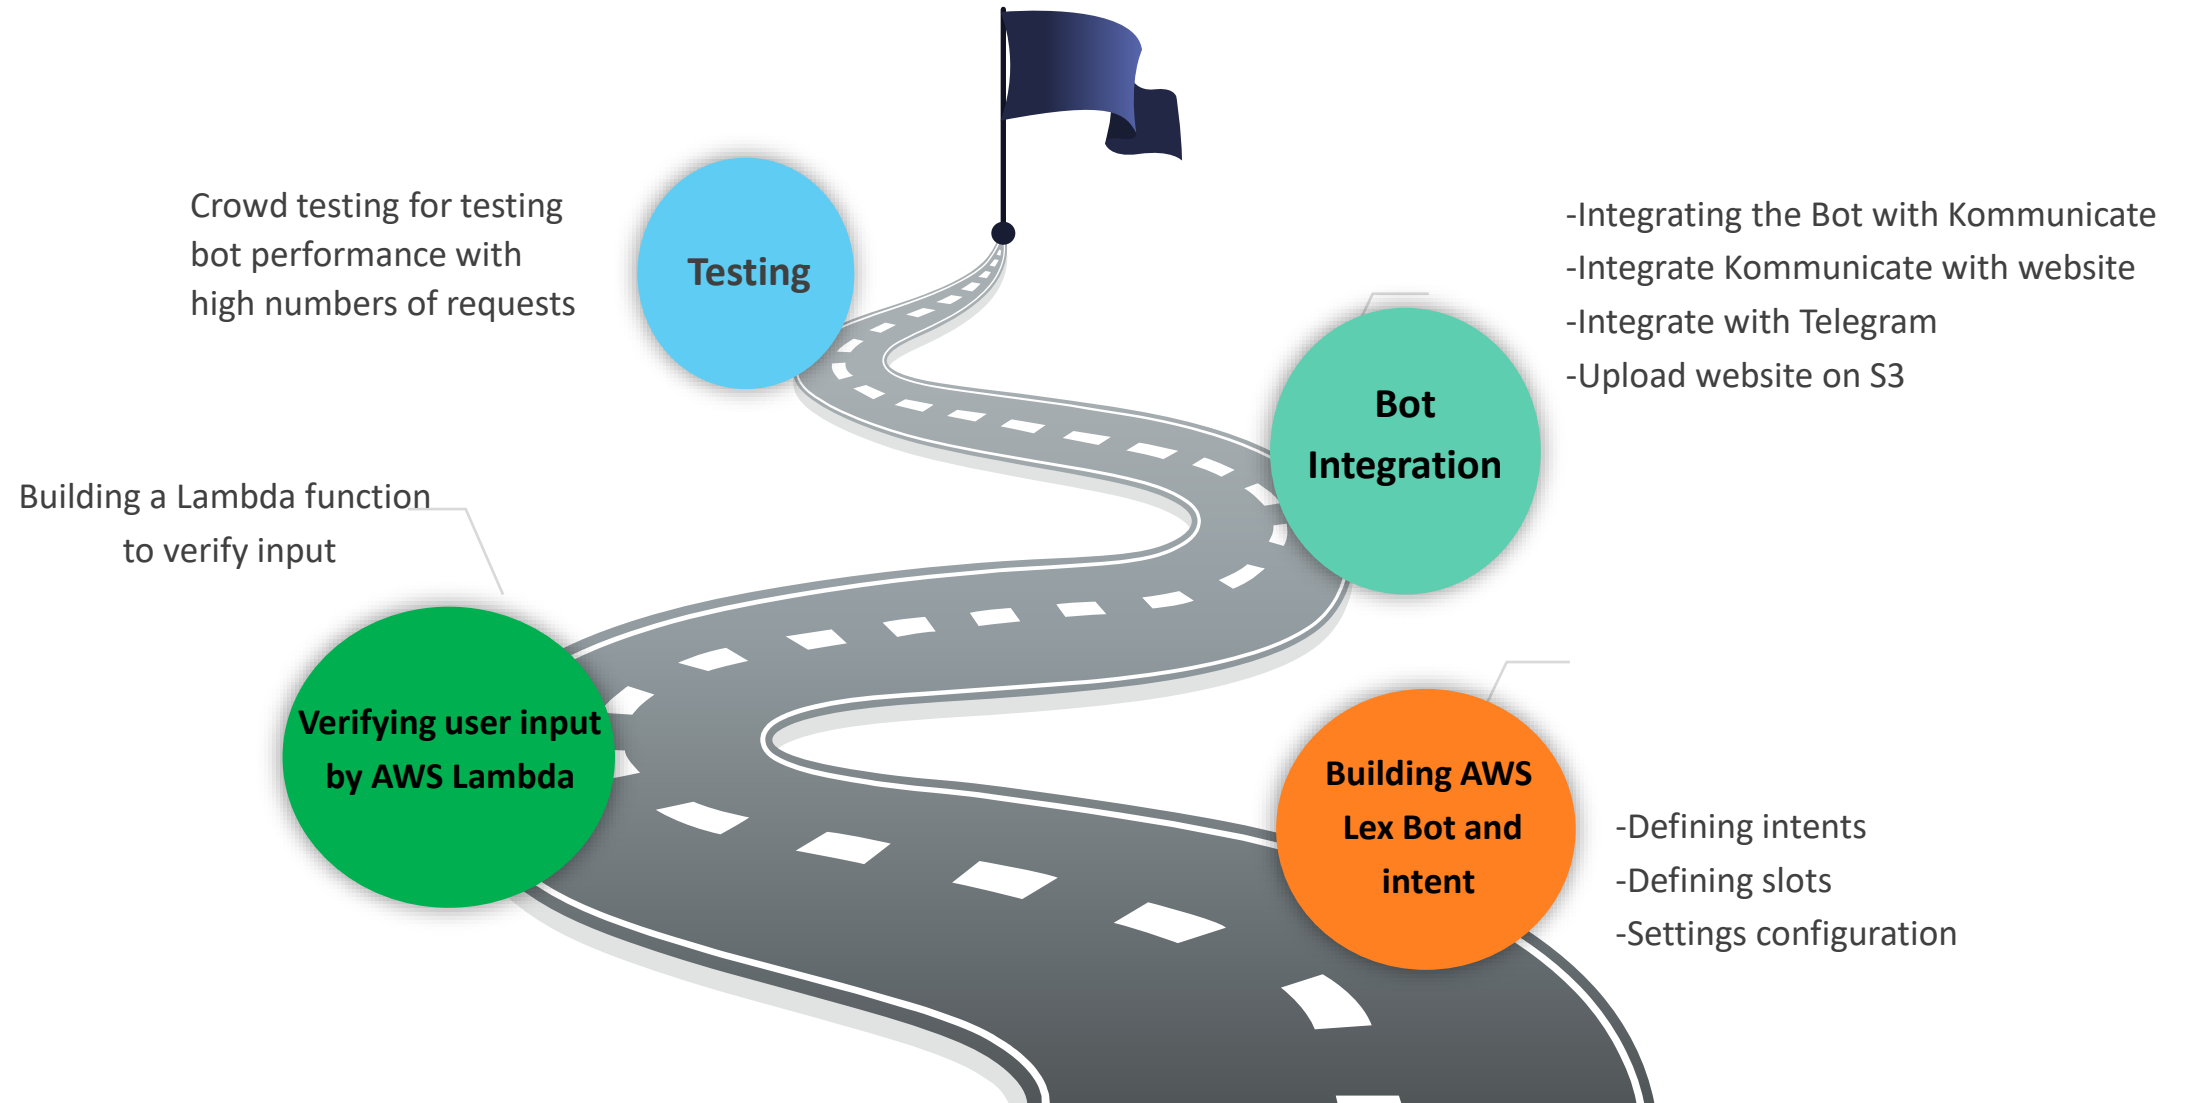 Crowd testing for testing
bot performance with
high numbers of requests
Testing
-Integrating the Bot with Kommunicate
-Integrate Kommunicate with website
-Integrate with Telegram
-Upload website on S3
Bot
Integration
Building a Lambda function
to verify input
Verifying user input
by AWS Lambda
Building AWS
Lex Bot and
intent
-Defining intents
-Defining slots
-Settings configuration